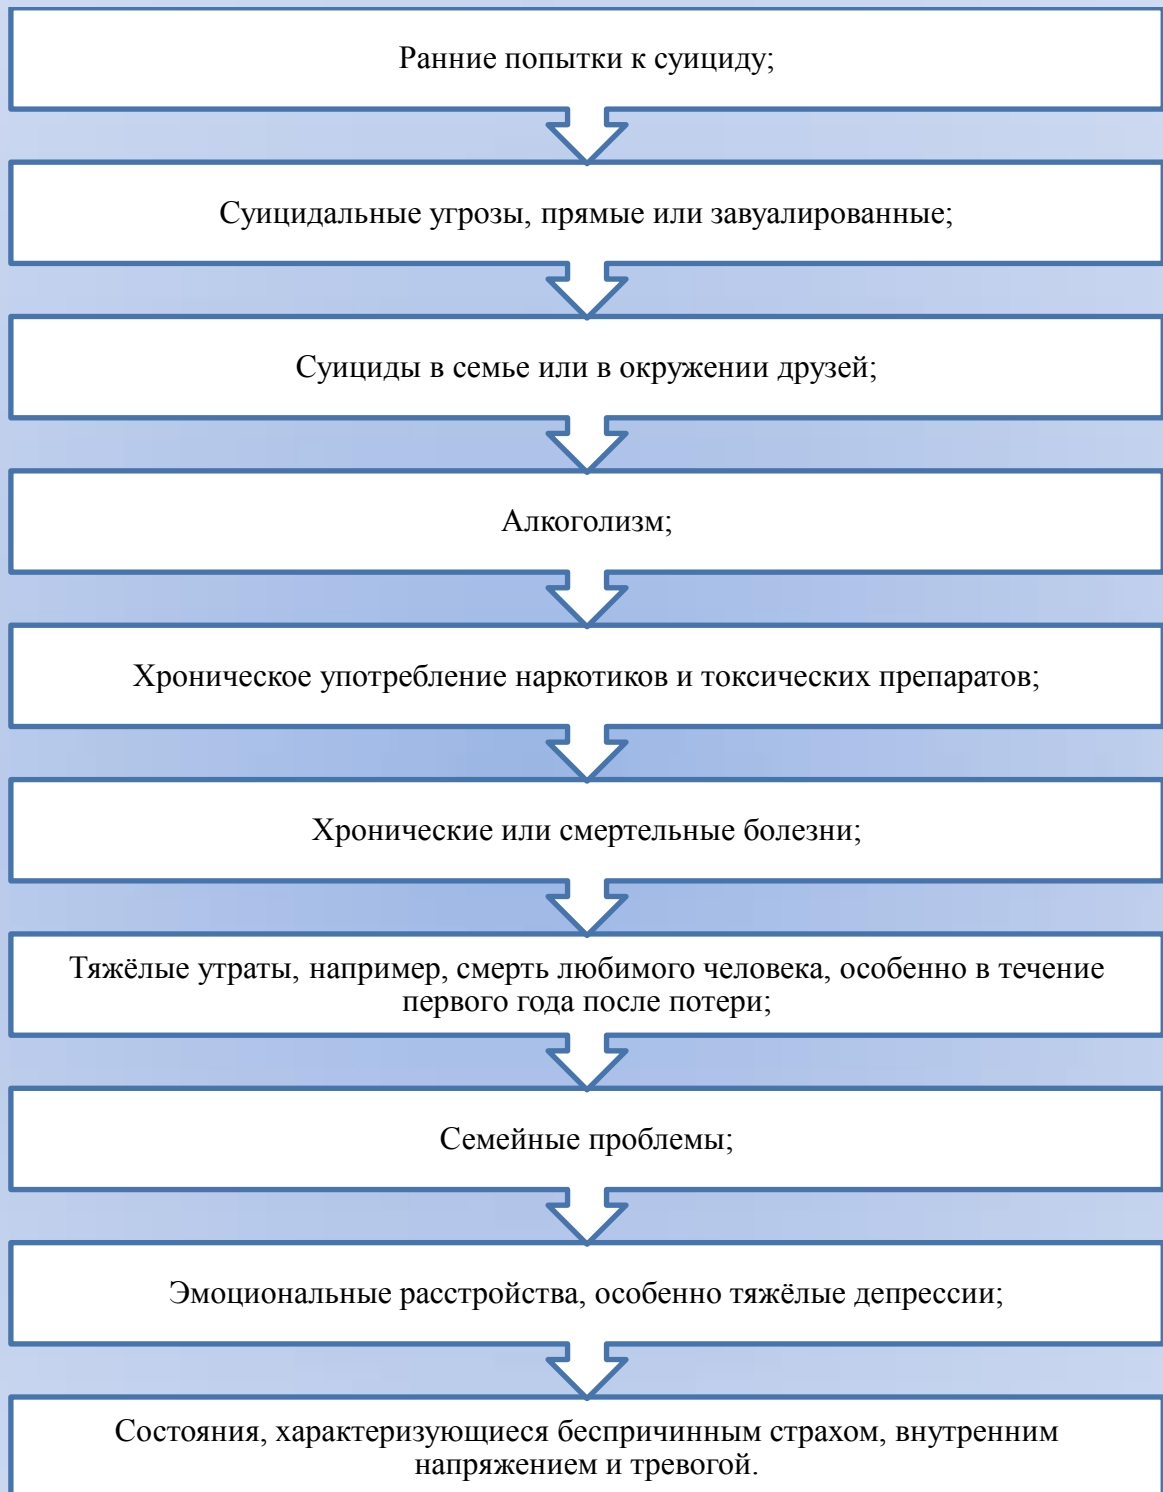 Ранние попытки к суициду;
Суицидальные угрозы, прямые или завуалированные;
Суициды в семье или в окружении друзей;
Алкоголизм;
Хроническое употребление наркотиков и токсических препаратов;
Хронические или смертельные болезни;
Тяжёлые утраты, например, смерть любимого человека, особенно в течение
первого года после потери;
Семейные проблемы;
Эмоциональные расстройства, особенно тяжёлые депрессии;
Состояния, характеризующиеся беспричинным страхом, внутренним
напряжением и тревогой.